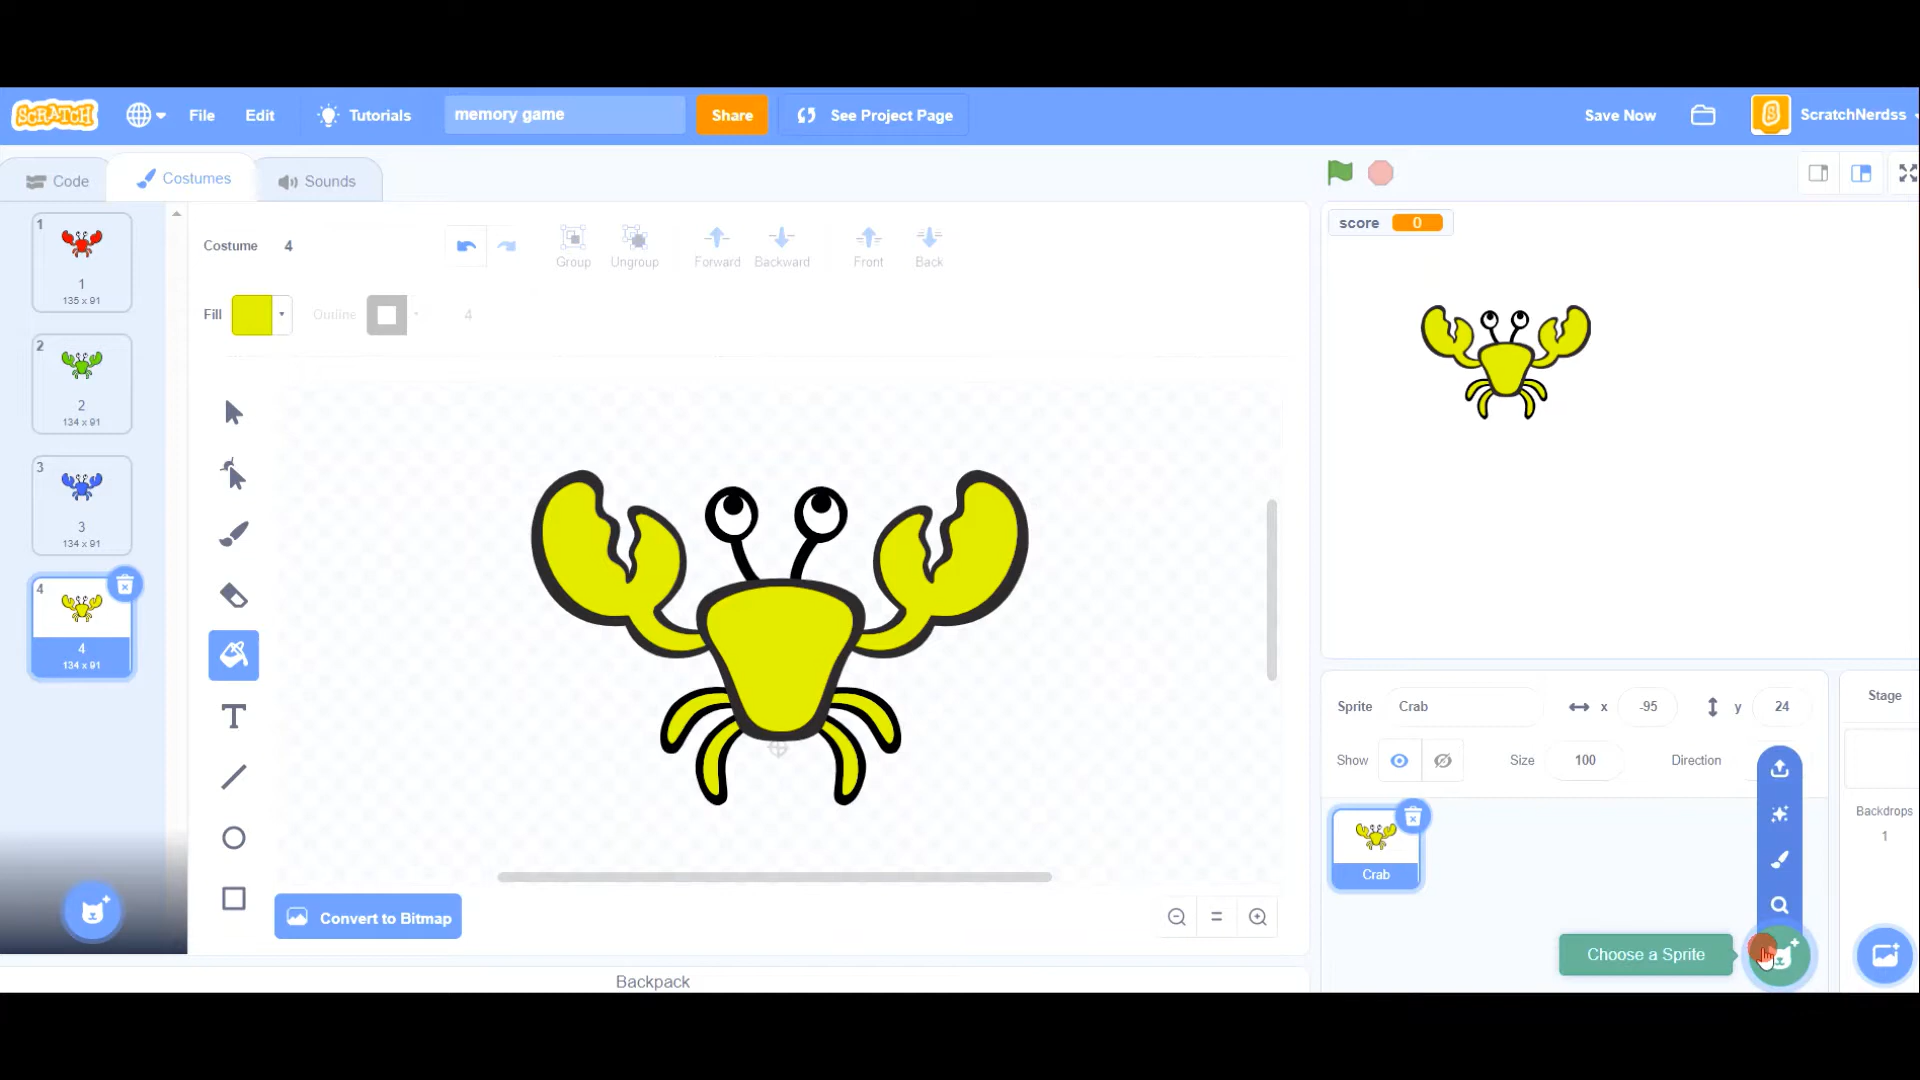 SCRATCH File Edit Tutorials memory game Share See Project Page Save Now ScratchNerdss
Code Costumes Sounds
1
1
135 x 91
2
2
134 x 91
3
3
134 x 91
4
4
134 x 91
Costume 4 Group Ungroup Forward Backward Front Back
Fill Outline 4
T
Convert to Bitmap
Backpack
score 0
Sprite Crab x -95 y 24
Show Size 100 Direction
Crab
Choose a Sprite
Stage
Backdrops
1